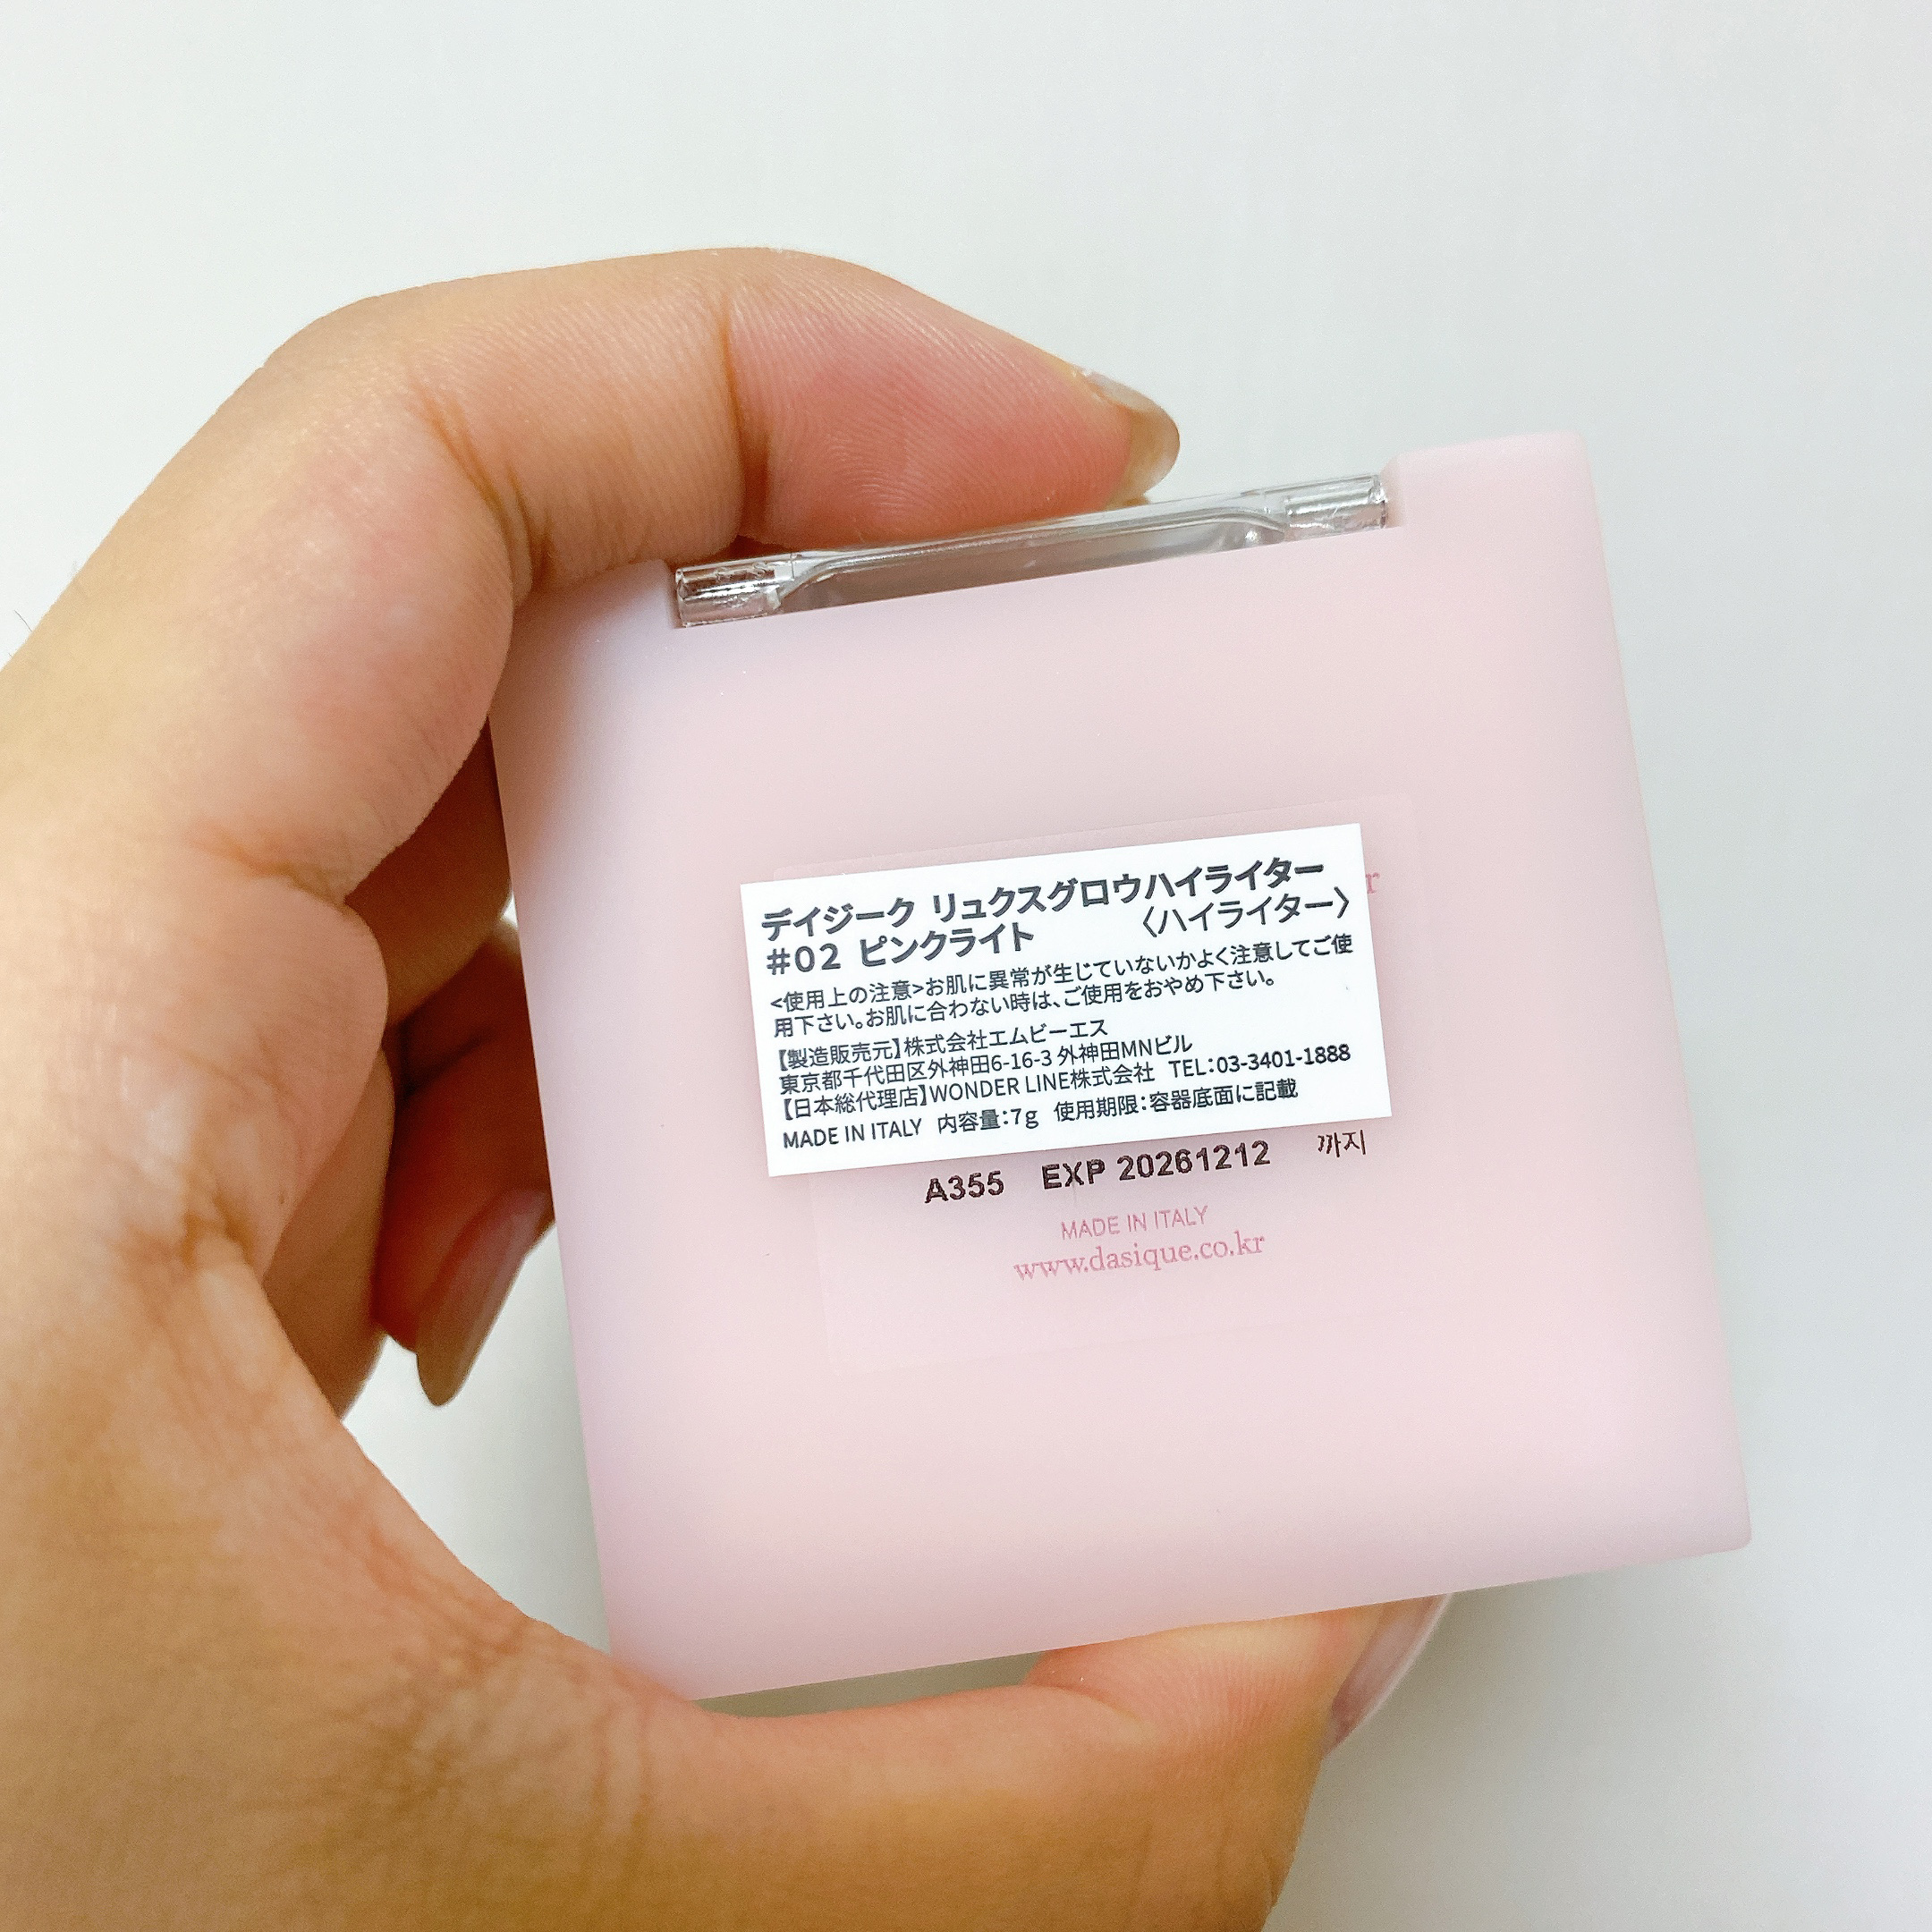 デイジーク リュクスグロウハイライター
#02 ピンクライト 〈ハイライター〉
<使用上の注意>お肌に異常が生じていないかよく注意してご使
用下さい。お肌に合わない時は、ご使用をおやめ下さい。
【製造販売元】株式会社エムビーエス
東京都千代田区外神田6-16-3 外神田MNビル
【日本総代理店】WONDER LINE株式会社 TEL:03-3401-1888
MADE IN ITALY 内容量:7g 使用期限:容器底面に記載
A355 EXP 20261212 까지
MADE IN ITALY
www.dasique.co.kr